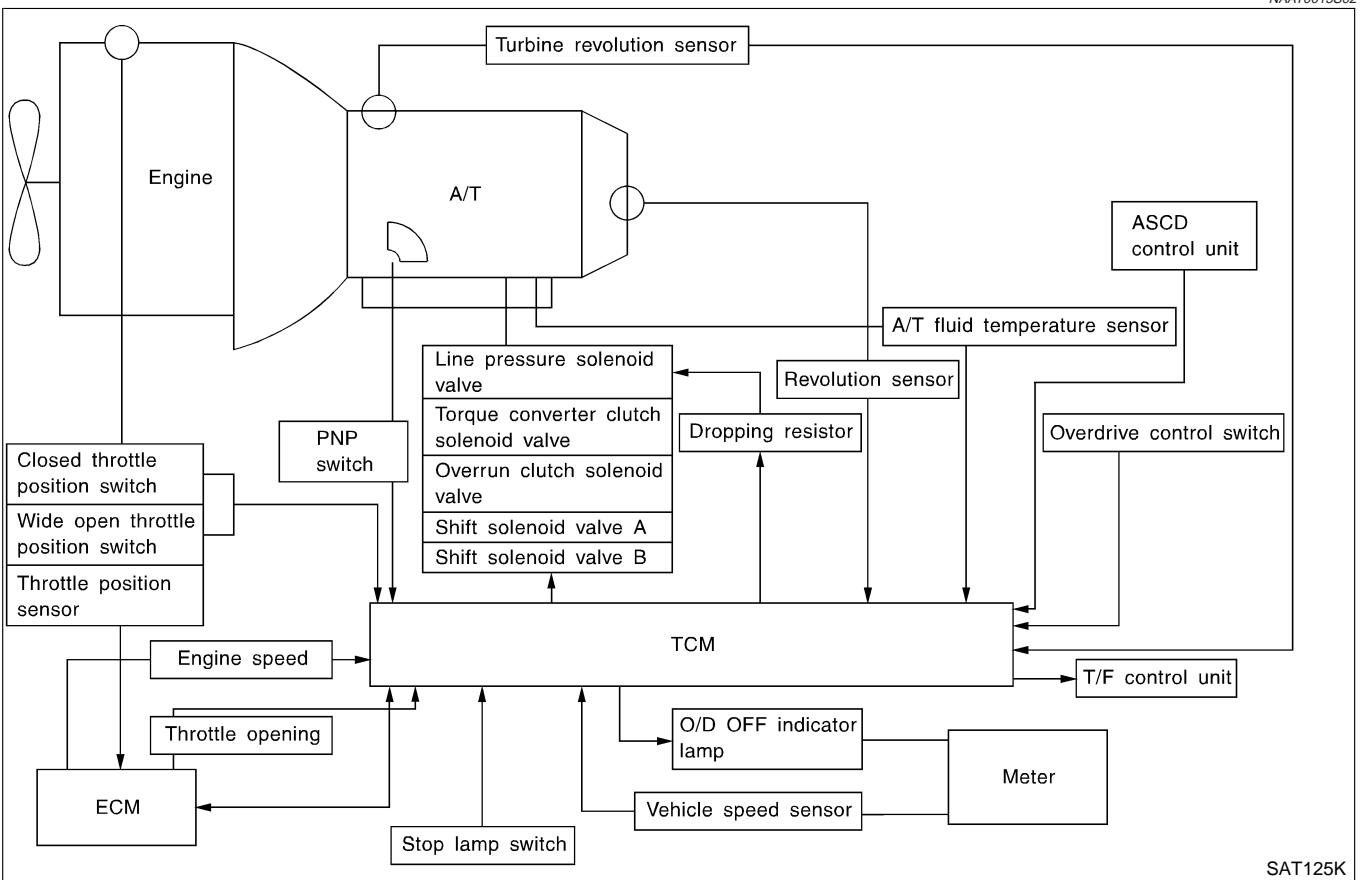 Turbine revolution sensor
Engine
A/T
ASCD
control unit
A/T fluid temperature sensor
Line pressure solenoid
valve
Revolution sensor
Torque converter clutch
solenoid valve
Dropping resistor
Overdrive control switch
PNP
switch
Closed throttle
position switch
Overrun clutch solenoid
valve
Wide open throttle
position switch
Shift solenoid valve A
Shift solenoid valve B
Throttle position
sensor
TCM
Engine speed
T/F control unit
Throttle opening
O/D OFF indicator
lamp
Meter
ECM
Vehicle speed sensor
Stop lamp switch
SAT125K